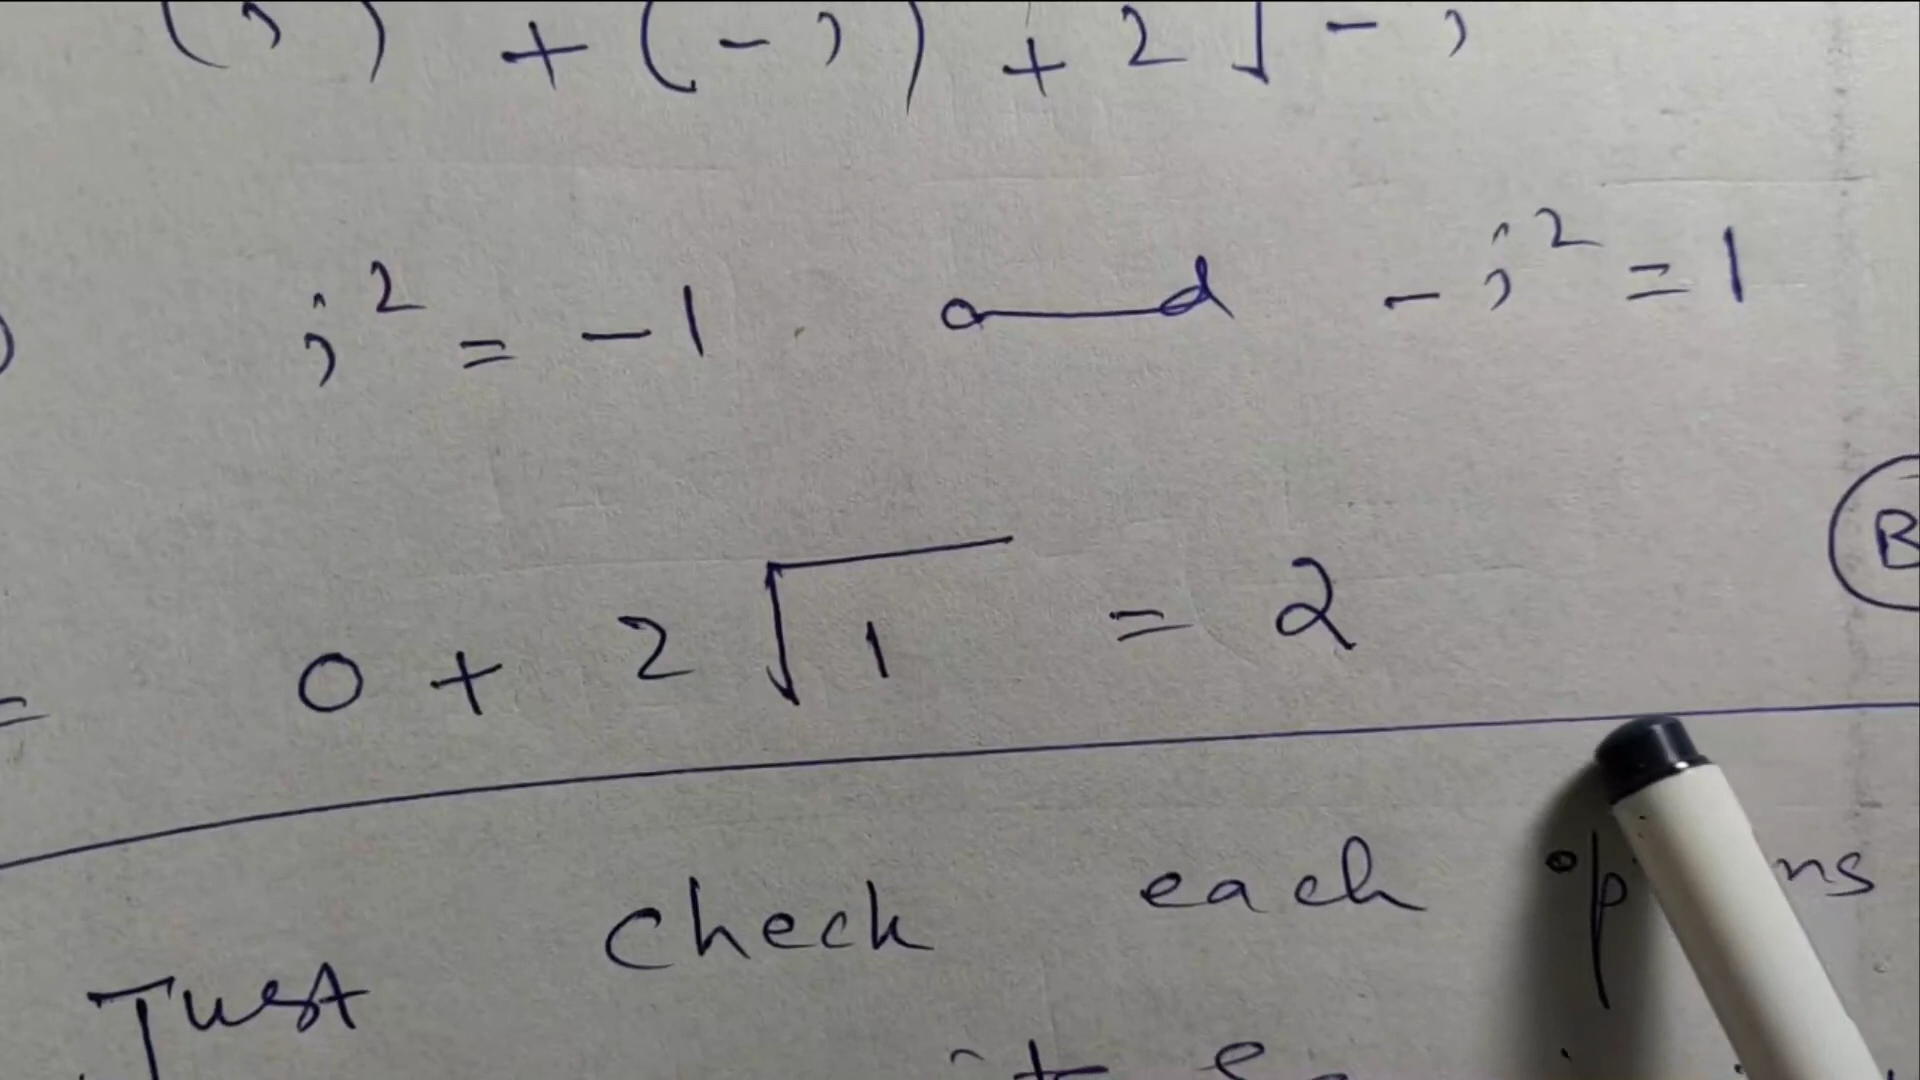 (i) + (-i) + 2√-i
i² = -1 and -i² = 1
B
= 0 + 2√1 = 2
Just check each